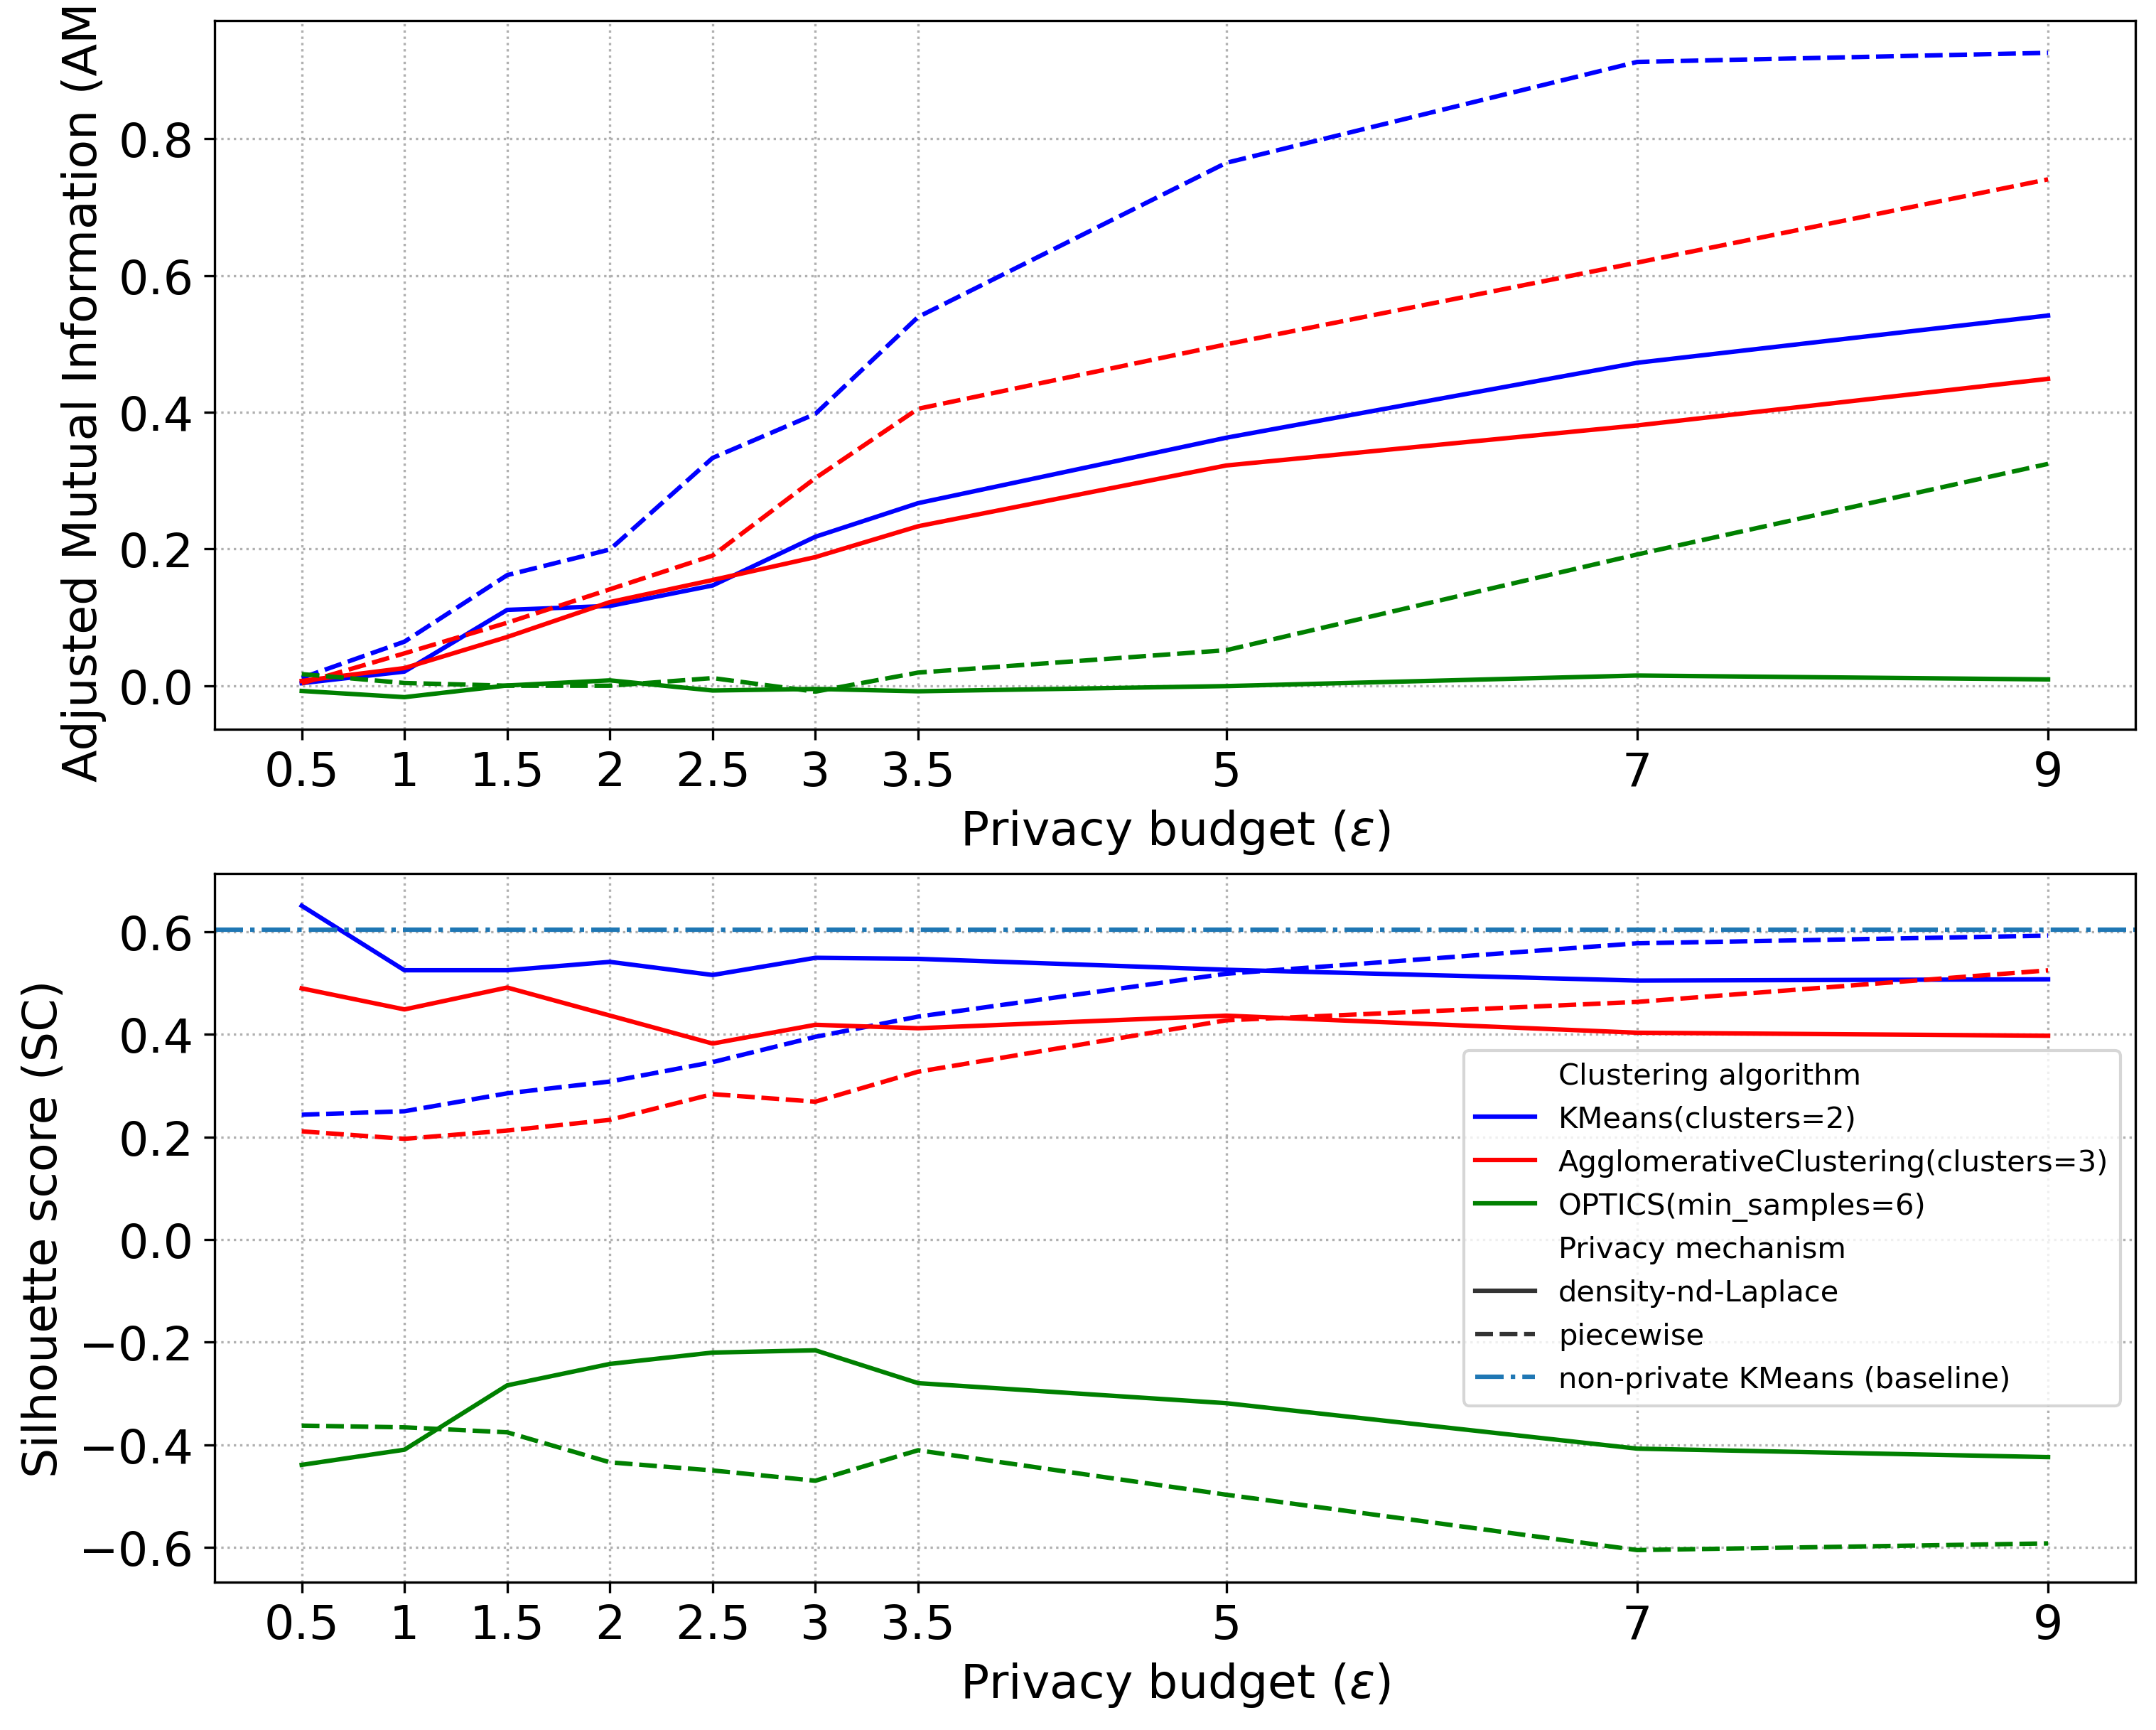 Adjusted Mutual Information (AM
0.8
0.6
0.4
0.2
0.0
0.5 1 1.5 2 2.5 3 3.5 5 7 9
Privacy budget (ε)
Silhouette score (SC)
0.6
0.4
0.2
0.0
−0.2
−0.4
−0.6
Clustering algorithm
KMeans(clusters=2)
AgglomerativeClustering(clusters=3)
OPTICS(min_samples=6)
Privacy mechanism
density-nd-Laplace
piecewise
non-private KMeans (baseline)
0.5 1 1.5 2 2.5 3 3.5 5 7 9
Privacy budget (ε)